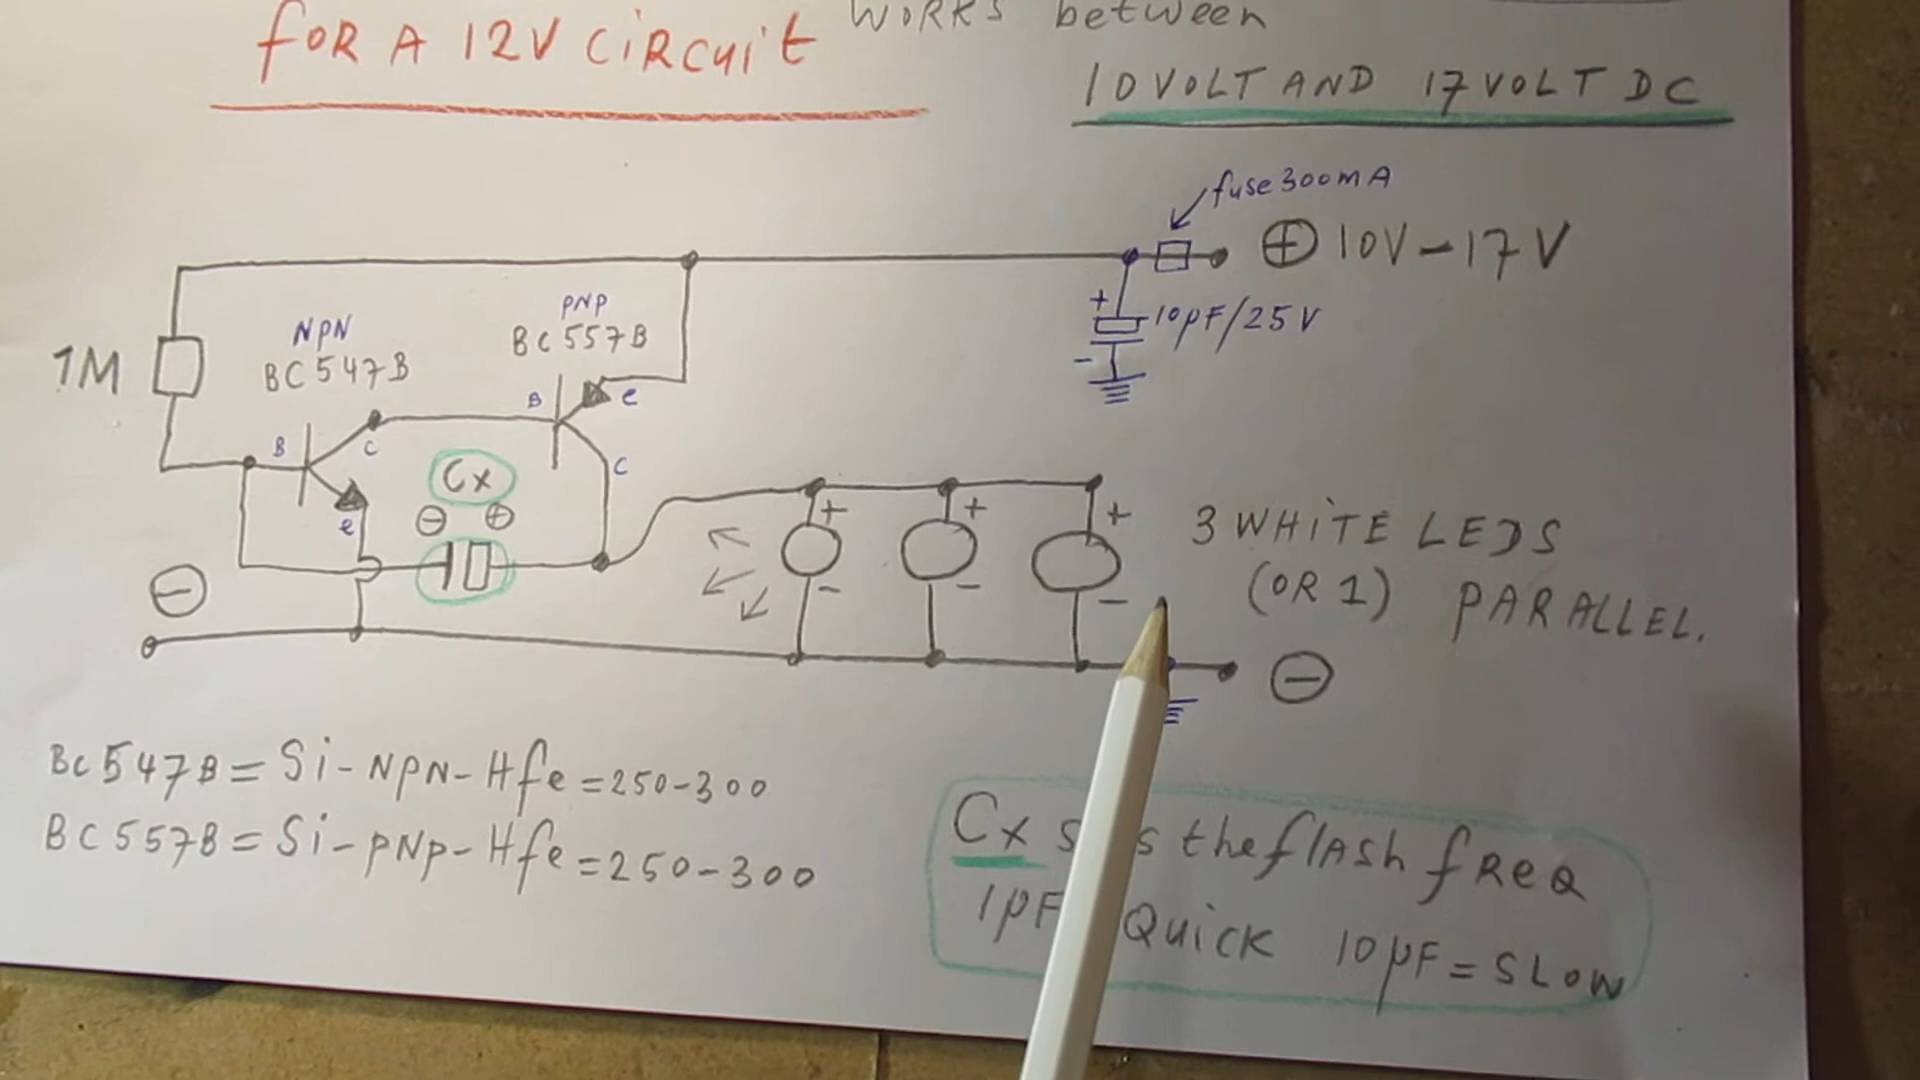 WORKS between
FOR A 12V CIRCUIT
10 VOLT AND 17 VOLT DC
fuse 300mA
+ 10V - 17V
+
10µF/25V
-
PNP
BC557B
NPN
BC547B
1M
B
e
B
C
C
Cx
e
- +
+ + +
3 WHITE LEDS
(OR 1) PARALLEL.
- - -
-
-
BC547B = Si-NPN-Hfe = 250-300
BC557B = Si-PNP-Hfe = 250-300
Cx the flash freq
1µF QUICK 10µF = SLOW